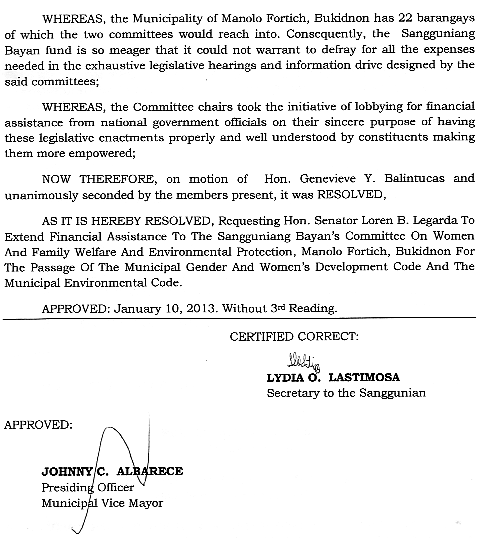 WHEREAS, the Municipality of Manolo Fortich, Bukidnon has 22 barangays
of which the two committees would reach into. Consequently, the Sangguniang
Bayan fund is so meager that it could not warrant to defray for all the expenses
needed in the exhaustive legislative hearings and information drive designed by
the said committees;
WHEREAS, the Committee chairs took the initiative of lobbying for financial
assistance from national government officials on their sincere purpose of having
these legislative enactments properly and well understood by constituents making
them more empowered;
NOW THEREFORE, on motion of Hon. Genevieve Y. Balintucas and
unanimously seconded by the members present, it was RESOLVED,
AS IT IS HEREBY RESOLVED, Requesting Hon. Senator Loren B. Legarda To
Extend Financial Assistance To The Sangguniang Bayan's Committee On Women
And Family Welfare And Environmental Protection, Manolo Fortich, Bukidnon For
The Passage Of The Municipal Gender And Women's Development Code And The
Municipal Environmental Code.
APPROVED: January 10, 2013. Without 3rd Reading.
CERTIFIED CORRECT:
LYDIA O. LASTIMOSA
Secretary to the Sanggunian
APPROVED:
JOHNNY C. ALBARECE
Presiding Officer
Municipal Vice Mayor